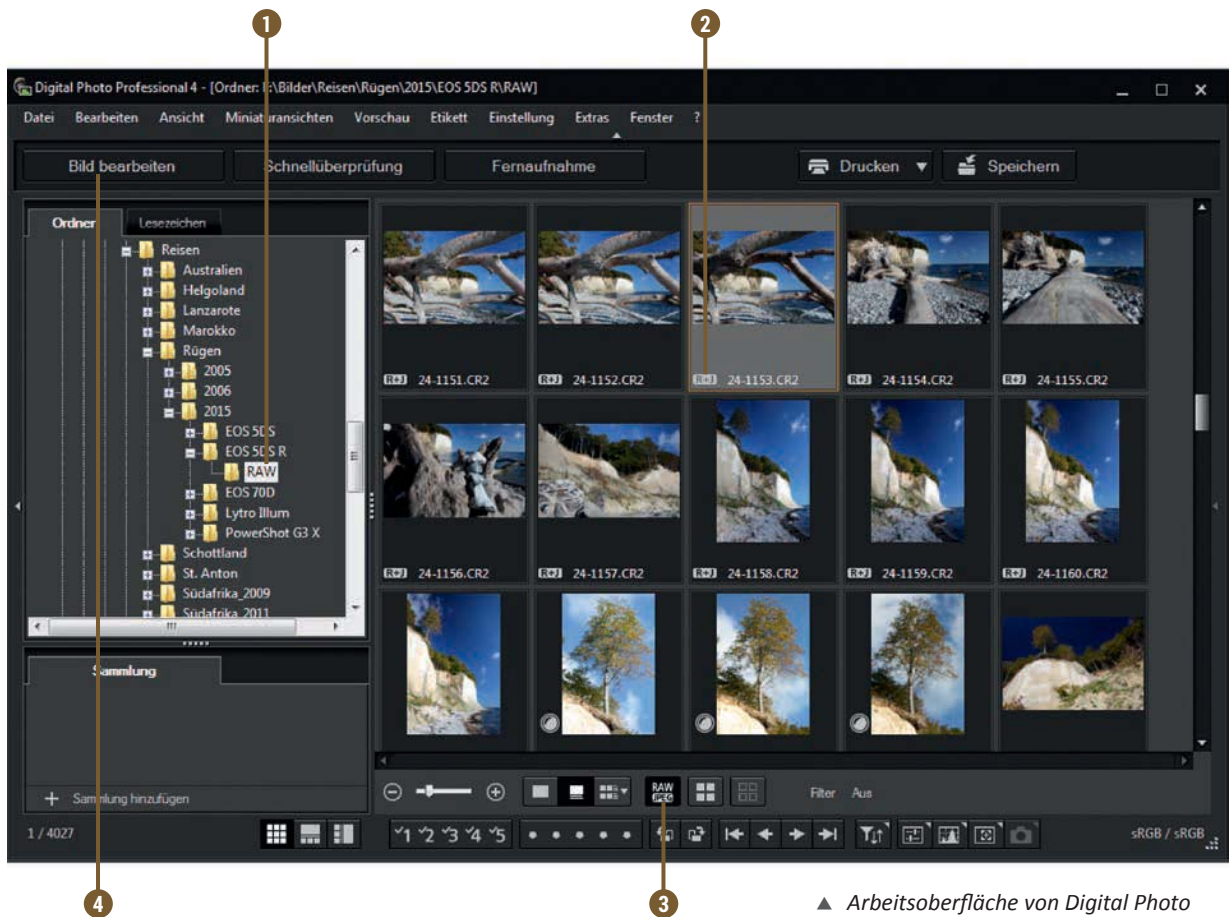 1 2
Digital Photo Professional 4 - [Ordner: E:\Bilder\Reisen\Rügen\2015\EOS 5DS R\RAW]
Datei Bearbeiten Ansicht Miniaturansichten Vorschau Etikett Einstellung Extras Fenster ?
Bild bearbeiten Schnellüberprüfung Fernaufnahme Drucken Speichern
Ordner Lesezeichen
Reisen
Australien
Helgoland
Lanzarote
Marokko
Rügen
2005
2006
2015
EOS 5DS
EOS 5DS R
RAW
EOS 70D
Lytro Illum
PowerShot G3 X
Schottland
St. Anton
Südafrika_2009
Südafrika_2011
R+J 24-1151.CR2 R+J 24-1152.CR2 R+J 24-1153.CR2 R+J 24-1154.CR2 R+J 24-1155.CR2
R+J 24-1156.CR2 R+J 24-1157.CR2 R+J 24-1158.CR2 R+J 24-1159.CR2 R+J 24-1160.CR2
Sammlung
+ Sammlung hinzufügen
RAW
JPEG
Filter Aus
1 / 4027
1 2 3 4 5
sRGB / sRGB
4 3
▲ Arbeitsoberfläche von Digital Photo